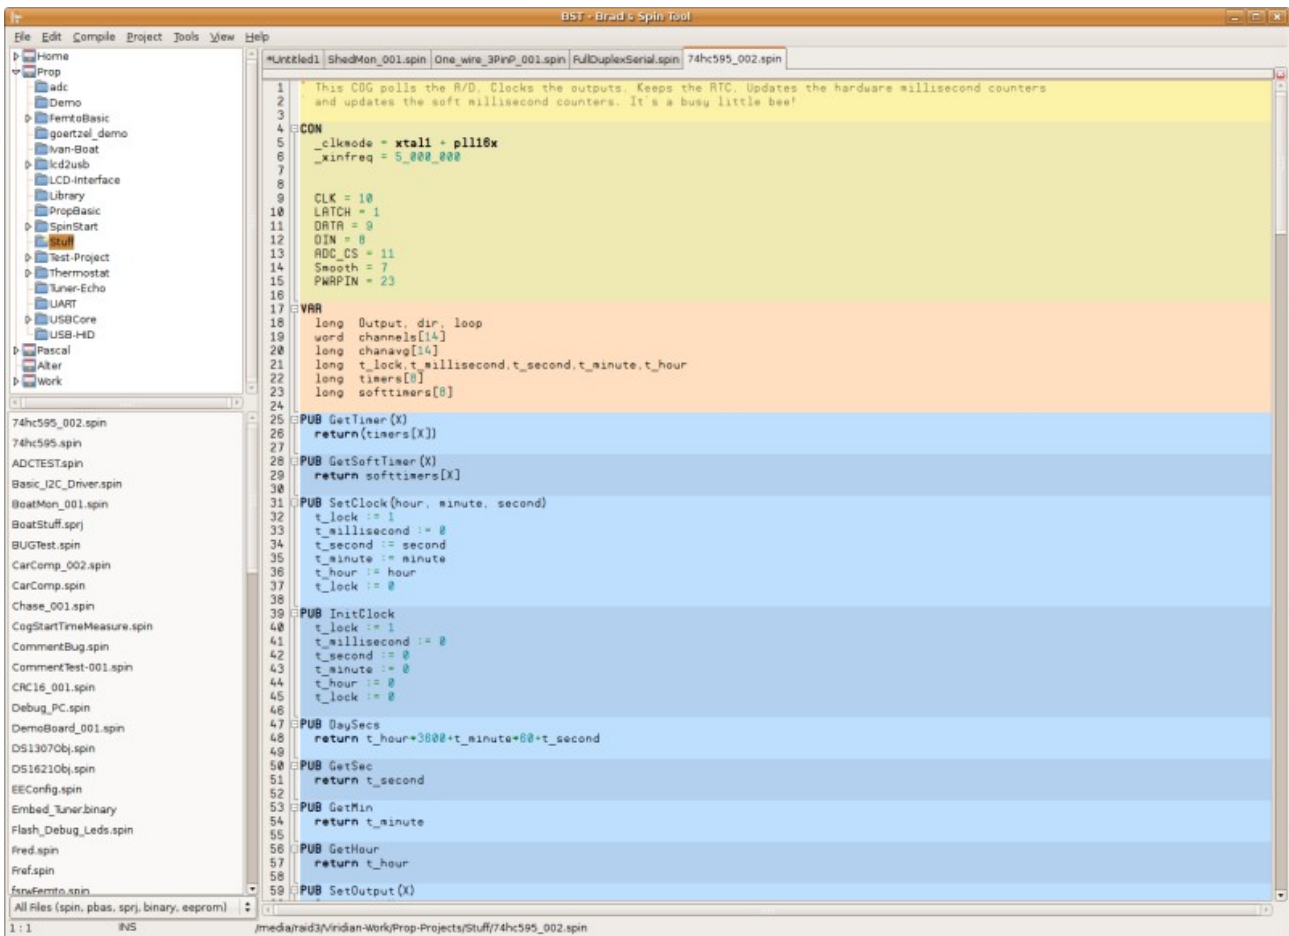 BST - Brad's Spin Tool
File Edit Compile Project Tools View Help
Home
Prop
adc
Demo
FemtoBasic
goertzel_demo
Ivan-Boat
lcd2usb
LCD-Interface
Library
PropBasic
SpinStart
Stuff
Test-Project
Thermostat
Tuner-Echo
UART
USBCore
USB-HID
Pascal
Alter
Work
74hc595_002.spin
74hc595.spin
ADCTEST.spin
Basic_I2C_Driver.spin
BoatMon_001.spin
BoatStuff.sprj
BUGTest.spin
CarComp_002.spin
CarComp.spin
Chase_001.spin
CogStartTimeMeasure.spin
CommentBug.spin
CommentTest-001.spin
CRC16_001.spin
Debug_PC.spin
DemoBoard_001.spin
DS1307Obj.spin
DS1621Obj.spin
EEConfig.spin
Embed_Tuner.binary
Flash_Debug_Leds.spin
Fred.spin
Fref.spin
fsrwFemto.spin
All Files (spin, pbas, sprj, binary, eeprom)
*Untitled1 ShedMon_001.spin One_wire_3PinP_001.spin FullDuplexSerial.spin 74hc595_002.spin
1 ' This COG polls the A/D. Clocks the outputs. Keeps the RTC. Updates the hardware millisecond counters
2 ' and updates the soft millisecond counters. It's a busy little bee!
3
4 CON
5 _clkmode = xtal1 + pll16x
6 _xinfreq = 5_000_000
7
8
9 CLK = 10
10 LATCH = 1
11 DATA = 9
12 DIN = 8
13 ADC_CS = 11
14 Smooth = 7
15 PWRPIN = 23
16
17 VAR
18 long Output, dir, loop
19 word channels[14]
20 long chanavg[14]
21 long t_lock,t_millisecond,t_second,t_minute,t_hour
22 long timers[8]
23 long softtimers[8]
24
25 PUB GetTimer(X)
26 return(timers[X])
27
28 PUB GetSoftTimer(X)
29 return softtimers[X]
30
31 PUB SetClock(hour, minute, second)
32 t_lock := 1
33 t_millisecond := 0
34 t_second := second
35 t_minute := minute
36 t_hour := hour
37 t_lock := 0
38
39 PUB InitClock
40 t_lock := 1
41 t_millisecond := 0
42 t_second := 0
43 t_minute := 0
44 t_hour := 0
45 t_lock := 0
46
47 PUB DaySecs
48 return t_hour*3600+t_minute*60+t_second
49
50 PUB GetSec
51 return t_second
52
53 PUB GetMin
54 return t_minute
55
56 PUB GetHour
57 return t_hour
58
59 PUB SetOutput(X)
1 : 1 INS /media/raid3/Viridian-Work/Prop-Projects/Stuff/74hc595_002.spin